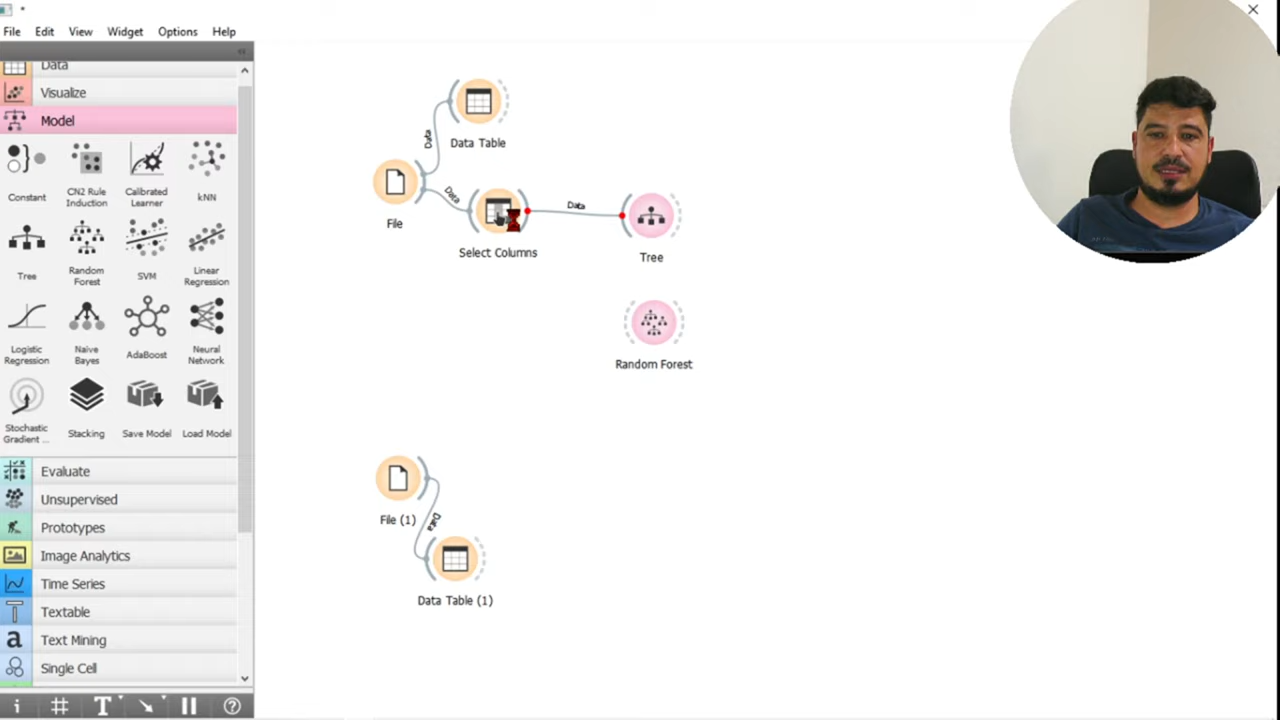 File Edit View Widget Options Help
Data
Visualize
Model
Constant
CN2 Rule
Induction
Calibrated
Learner
kNN
Tree
Random
Forest
SVM
Linear
Regression
Logistic
Regression
Naive
Bayes
AdaBoost
Neural
Network
Stochastic
Gradient ...
Stacking
Save Model
Load Model
Evaluate
Unsupervised
Prototypes
Image Analytics
Time Series
Textable
a Text Mining
Single Cell
i # T ?
Data Table
Data
File
Data
Select Columns
Data
Tree
Random Forest
File (1)
Data
Data Table (1)